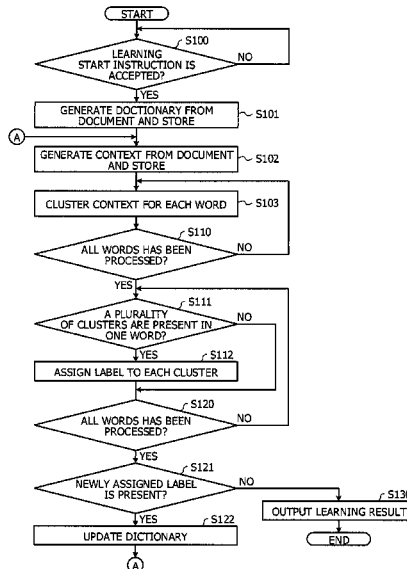 START
S100
LEARNING
START INSTRUCTION IS
ACCEPTED?
NO
YES
GENERATE DOCTIONARY FROM
DOCUMENT AND STORE
S101
A
GENERATE CONTEXT FROM DOCUMENT
AND STORE
S102
CLUSTER CONTEXT FOR EACH WORD
S103
S110
ALL WORDS HAS BEEN
PROCESSED?
NO
YES
S111
A PLURALITY
OF CLUSTERS ARE PRESENT IN
ONE WORD?
NO
YES
S112
ASSIGN LABEL TO EACH CLUSTER
S120
ALL WORDS HAS BEEN
PROCESSED?
NO
YES
S121
NEWLY ASSIGNED LABEL
IS PRESENT?
NO
YES
S122
S130
UPDATE DICTIONARY
OUTPUT LEARNING RESULT
END
A